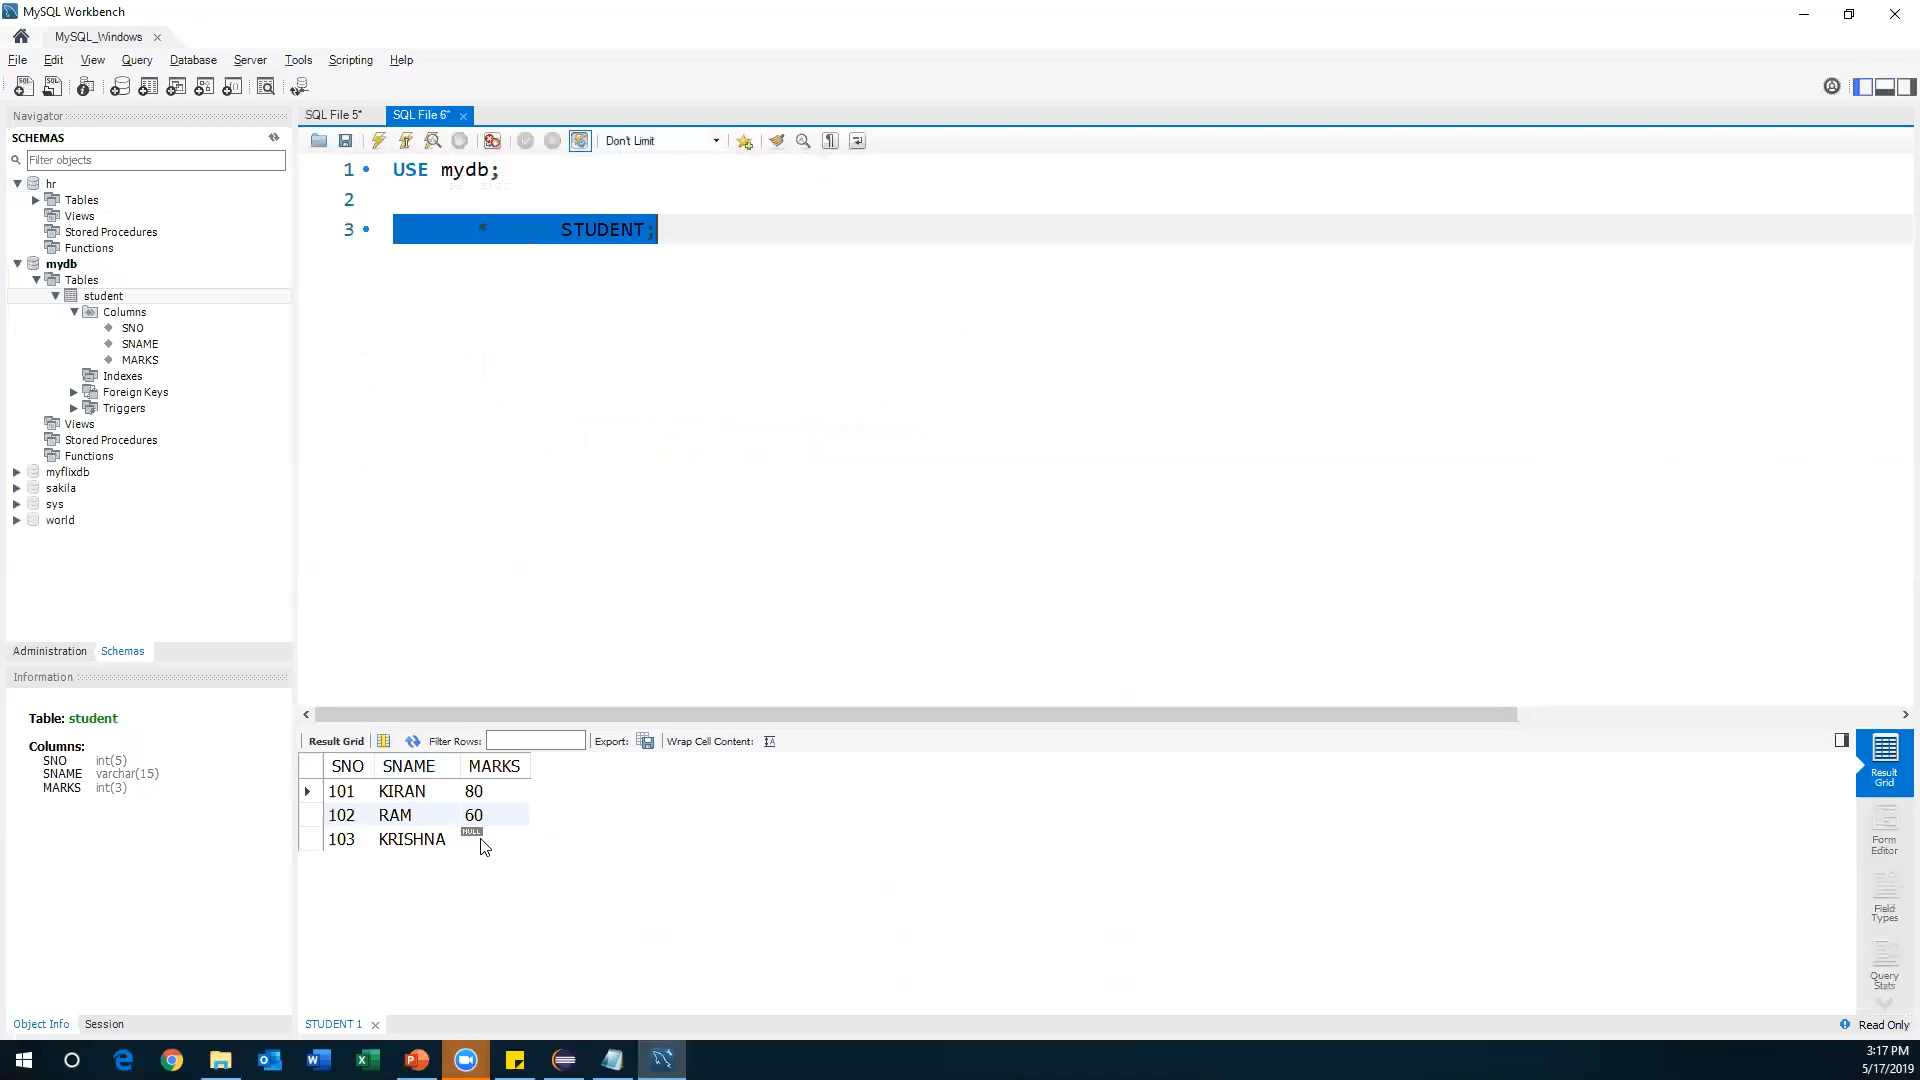 MySQL Workbench
MySQL_Windows
File Edit View Query Database Server Tools Scripting Help
Navigator
SCHEMAS
Filter objects
hr
Tables
Views
Stored Procedures
Functions
mydb
Tables
student
Columns
SNO
SNAME
MARKS
Indexes
Foreign Keys
Triggers
Views
Stored Procedures
Functions
myflixdb
sakila
sys
world
Administration Schemas
Information
Table: student
Columns:
SNO int(5)
SNAME varchar(15)
MARKS int(3)
Object Info Session
SQL File 5* SQL File 6*
Don't Limit
1 USE mydb;
2
3 * STUDENT;
Result Grid Filter Rows: Export: Wrap Cell Content:
SNO SNAME MARKS
101 KIRAN 80
102 RAM 60
103 KRISHNA NULL
Result
Grid
Form
Editor
Field
Types
Query
Stats
STUDENT 1
Read Only
3:17 PM
5/17/2019